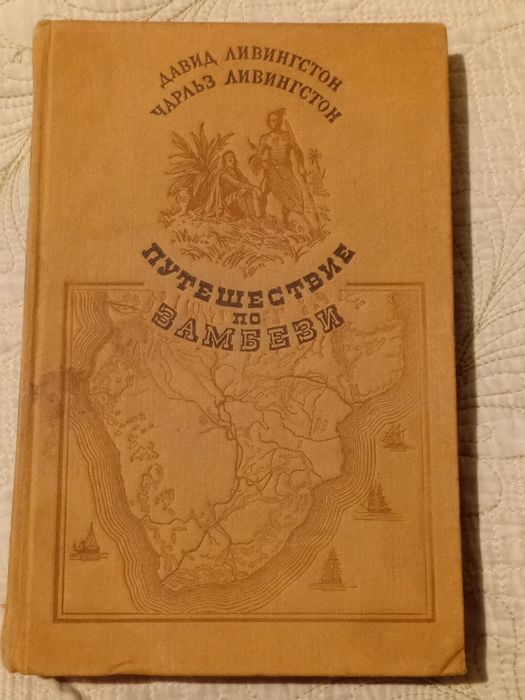 ДАВИД ЛИВИНГСТОН
ЧАРЛЬЗ ЛИВИНГСТОН
ПУТЕШЕСТВИЕ
ПО
ЗАМБЕЗИ